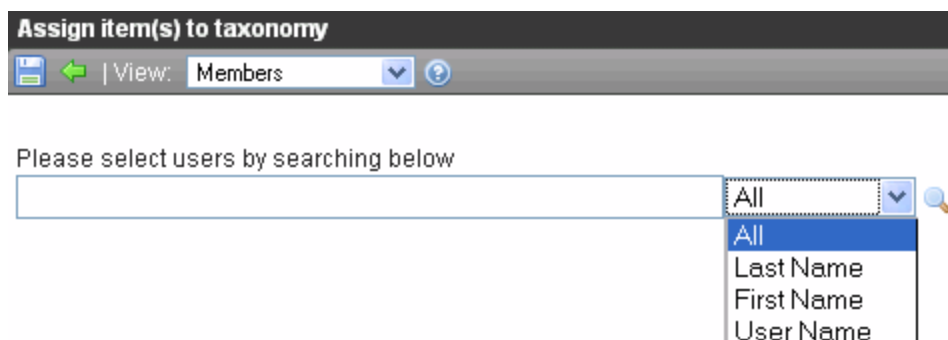 Assign item(s) to taxonomy
| View: Members
Please select users by searching below
All
All
Last Name
First Name
User Name